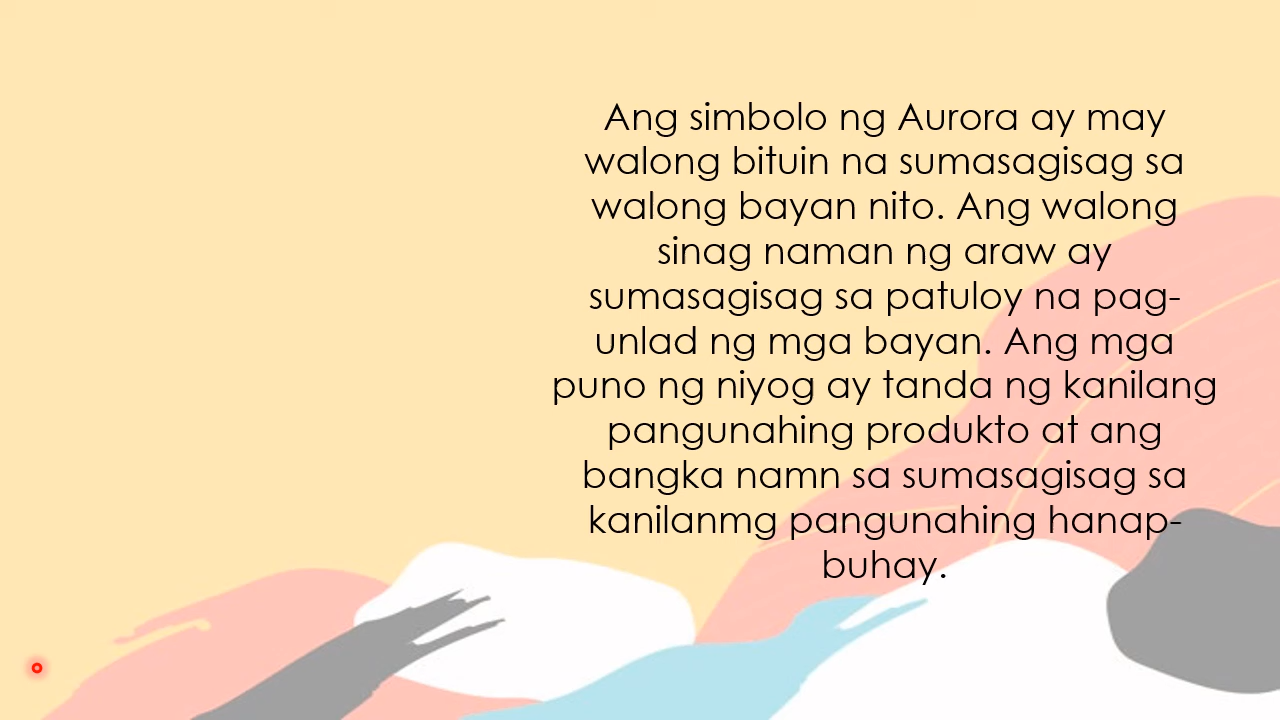 Ang simbolo ng Aurora ay may
walong bituin na sumasagisag sa
walong bayan nito. Ang walong
sinag naman ng araw ay
sumasagisag sa patuloy na pag-
unlad ng mga bayan. Ang mga
puno ng niyog ay tanda ng kanilang
pangunahing produkto at ang
bangka namn sa sumasagisag sa
kanilanmg pangunahing hanap-
buhay.